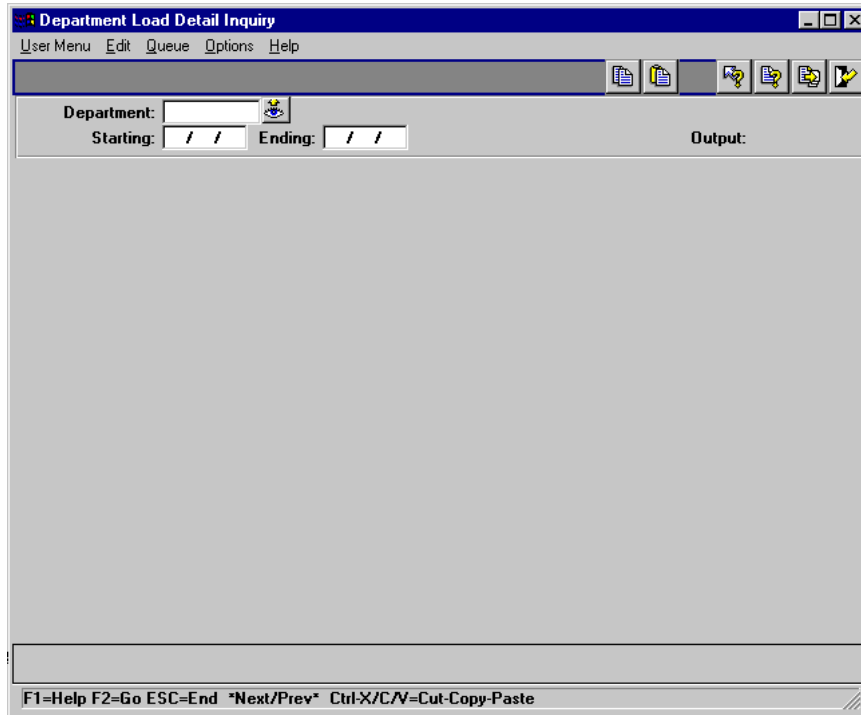 Department Load Detail Inquiry
User Menu Edit Queue Options Help
Department:
Starting: / / Ending: / / Output:
F1=Help F2=Go ESC=End *Next/Prev* Ctrl-X/C/V=Cut-Copy-Paste